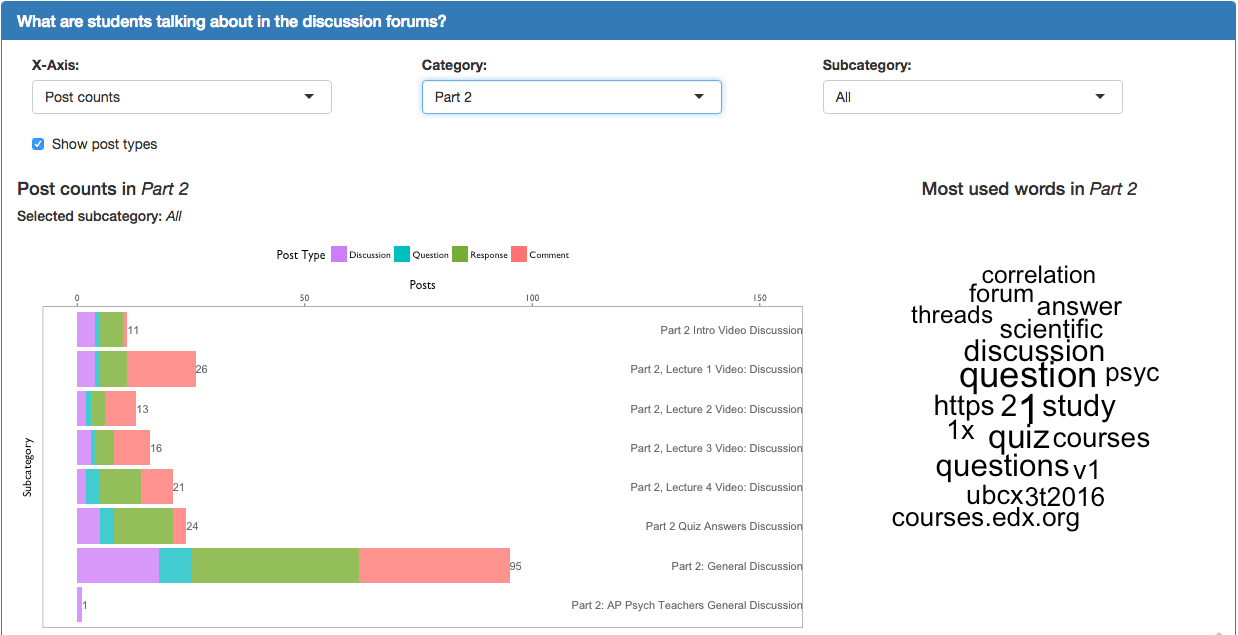 What are students talking about in the discussion forums?
X-Axis: Category: Subcategory:
Post counts Part 2 All
Show post types
Post counts in Part 2 Most used words in Part 2
Selected subcategory: All
Post Type Discussion Question Response Comment
Posts
0 50 100 150
Subcategory
11 Part 2 Intro Video Discussion
26 Part 2, Lecture 1 Video: Discussion
13 Part 2, Lecture 2 Video: Discussion
16 Part 2, Lecture 3 Video: Discussion
21 Part 2, Lecture 4 Video: Discussion
24 Part 2 Quiz Answers Discussion
95 Part 2: General Discussion
1 Part 2: AP Psych Teachers General Discussion
correlation
forum
threads answer
scientific
discussion
question psyc
https 2 1 study
1x quiz courses
questions v1
ubcx 3t2016
courses.edx.org